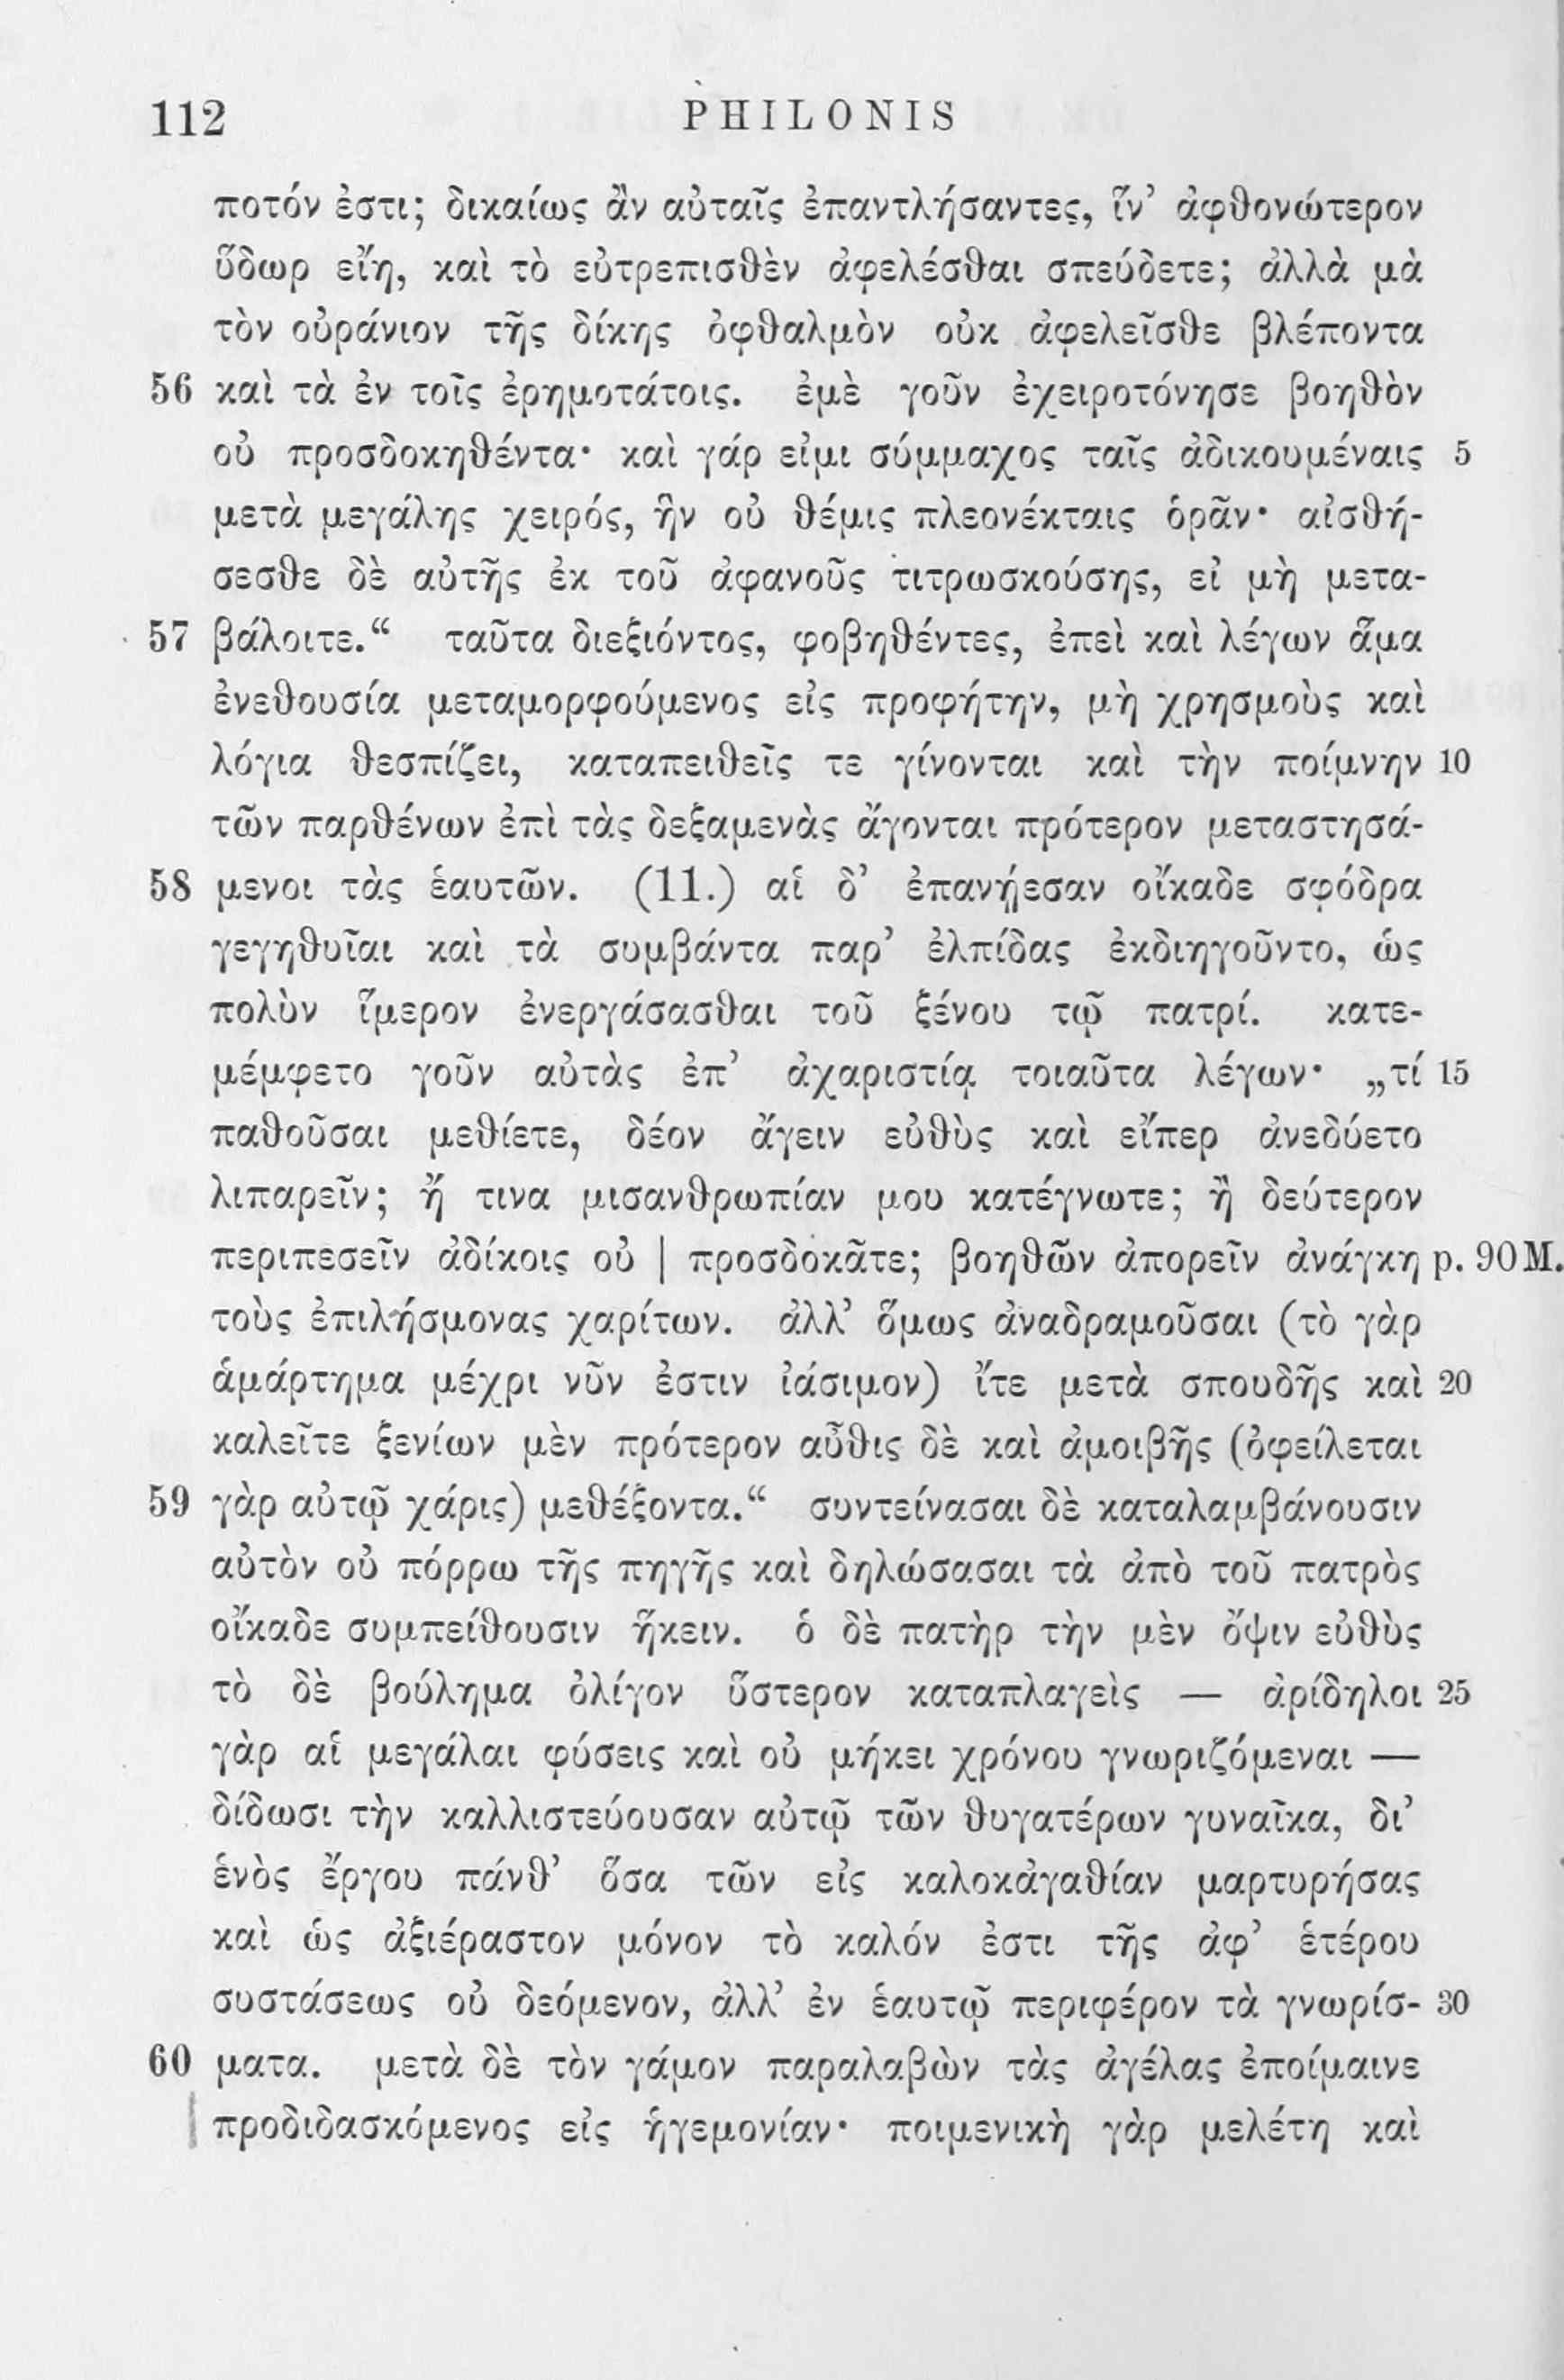 112 PHILONIS
ποτόν ἐστι; δικαίως ἂν αὐταῖς ἐπαντλήσαντες, ἵν’ ἀφθονώτερον
ὕδωρ εἴη, καὶ τὸ εὐτρεπισθὲν ἀφελέσθαι σπεύδετε; ἀλλὰ μὰ
τὸν οὐράνιον τῆς δίκης ὀφθαλμὸν οὐκ ἀφελεῖσθε βλέποντα
56 καὶ τὰ ἐν τοῖς ἐρημοτάτοις. ἐμὲ γοῦν ἐχειροτόνησε βοηθὸν
οὐ προσδοκηθέντα· καὶ γάρ εἰμι σύμμαχος ταῖς ἀδικουμέναις 5
μετὰ μεγάλης χειρός, ἣν οὐ θέμις πλεονέκταις ὁρᾶν· αἰσθή-
σεσθε δὲ αὐτῆς ἐκ τοῦ ἀφανοῦς τιτρωσκούσης, εἰ μὴ μετα-
57 βάλοιτε.“ ταῦτα διεξιόντος, φοβηθέντες, ἐπεὶ καὶ λέγων ἅμα
ἐνεθουσία μεταμορφούμενος εἰς προφήτην, μὴ χρησμοὺς καὶ
λόγια θεσπίζει, καταπειθεῖς τε γίνονται καὶ τὴν ποίμνην 10
τῶν παρθένων ἐπὶ τὰς δεξαμενὰς ἄγονται πρότερον μεταστησά-
58 μενοι τὰς ἑαυτῶν. (11.) αἱ δ’ ἐπανῄεσαν οἴκαδε σφόδρα
γεγηθυῖαι καὶ τὰ συμβάντα παρ’ ἐλπίδας ἐκδιηγοῦντο, ὡς
πολὺν ἵμερον ἐνεργάσασθαι τοῦ ξένου τῷ πατρί. κατε-
μέμφετο γοῦν αὐτὰς ἐπ’ ἀχαριστίᾳ τοιαῦτα λέγων· „τί 15
παθοῦσαι μεθίετε, δέον ἄγειν εὐθὺς καὶ εἴπερ ἀνεδύετο
λιπαρεῖν; ἤ τινα μισανθρωπίαν μου κατέγνωτε; ἢ δεύτερον
περιπεσεῖν ἀδίκοις οὐ | προσδοκᾶτε; βοηθῶν ἀπορεῖν ἀνάγκη p. 90 M.
τοὺς ἐπιλήσμονας χαρίτων. ἀλλ’ ὅμως ἀναδραμοῦσαι (τὸ γὰρ
ἁμάρτημα μέχρι νῦν ἐστιν ἰάσιμον) ἴτε μετὰ σπουδῆς καὶ 20
καλεῖτε ξενίων μὲν πρότερον αὖθις δὲ καὶ ἀμοιβῆς (ὀφείλεται
59 γὰρ αὐτῷ χάρις) μεθέξοντα.“ συντείνασαι δὲ καταλαμβάνουσιν
αὐτὸν οὐ πόρρω τῆς πηγῆς καὶ δηλώσασαι τὰ ἀπὸ τοῦ πατρὸς
οἴκαδε συμπείθουσιν ἥκειν. ὁ δὲ πατὴρ τὴν μὲν ὄψιν εὐθὺς
τὸ δὲ βούλημα ὀλίγον ὕστερον καταπλαγεὶς — ἀρίδηλοι 25
γὰρ αἱ μεγάλαι φύσεις καὶ οὐ μήκει χρόνου γνωριζόμεναι —
δίδωσι τὴν καλλιστεύουσαν αὐτῷ τῶν θυγατέρων γυναῖκα, δι’
ἑνὸς ἔργου πάνθ’ ὅσα τῶν εἰς καλοκἀγαθίαν μαρτυρήσας
καὶ ὡς ἀξιέραστον μόνον τὸ καλόν ἐστι τῆς ἀφ’ ἑτέρου
συστάσεως οὐ δεόμενον, ἀλλ’ ἐν ἑαυτῷ περιφέρον τὰ γνωρίσ- 30
60 ματα. μετὰ δὲ τὸν γάμον παραλαβὼν τὰς ἀγέλας ἐποίμαινε
προδιδασκόμενος εἰς ἡγεμονίαν· ποιμενικὴ γὰρ μελέτη καὶ